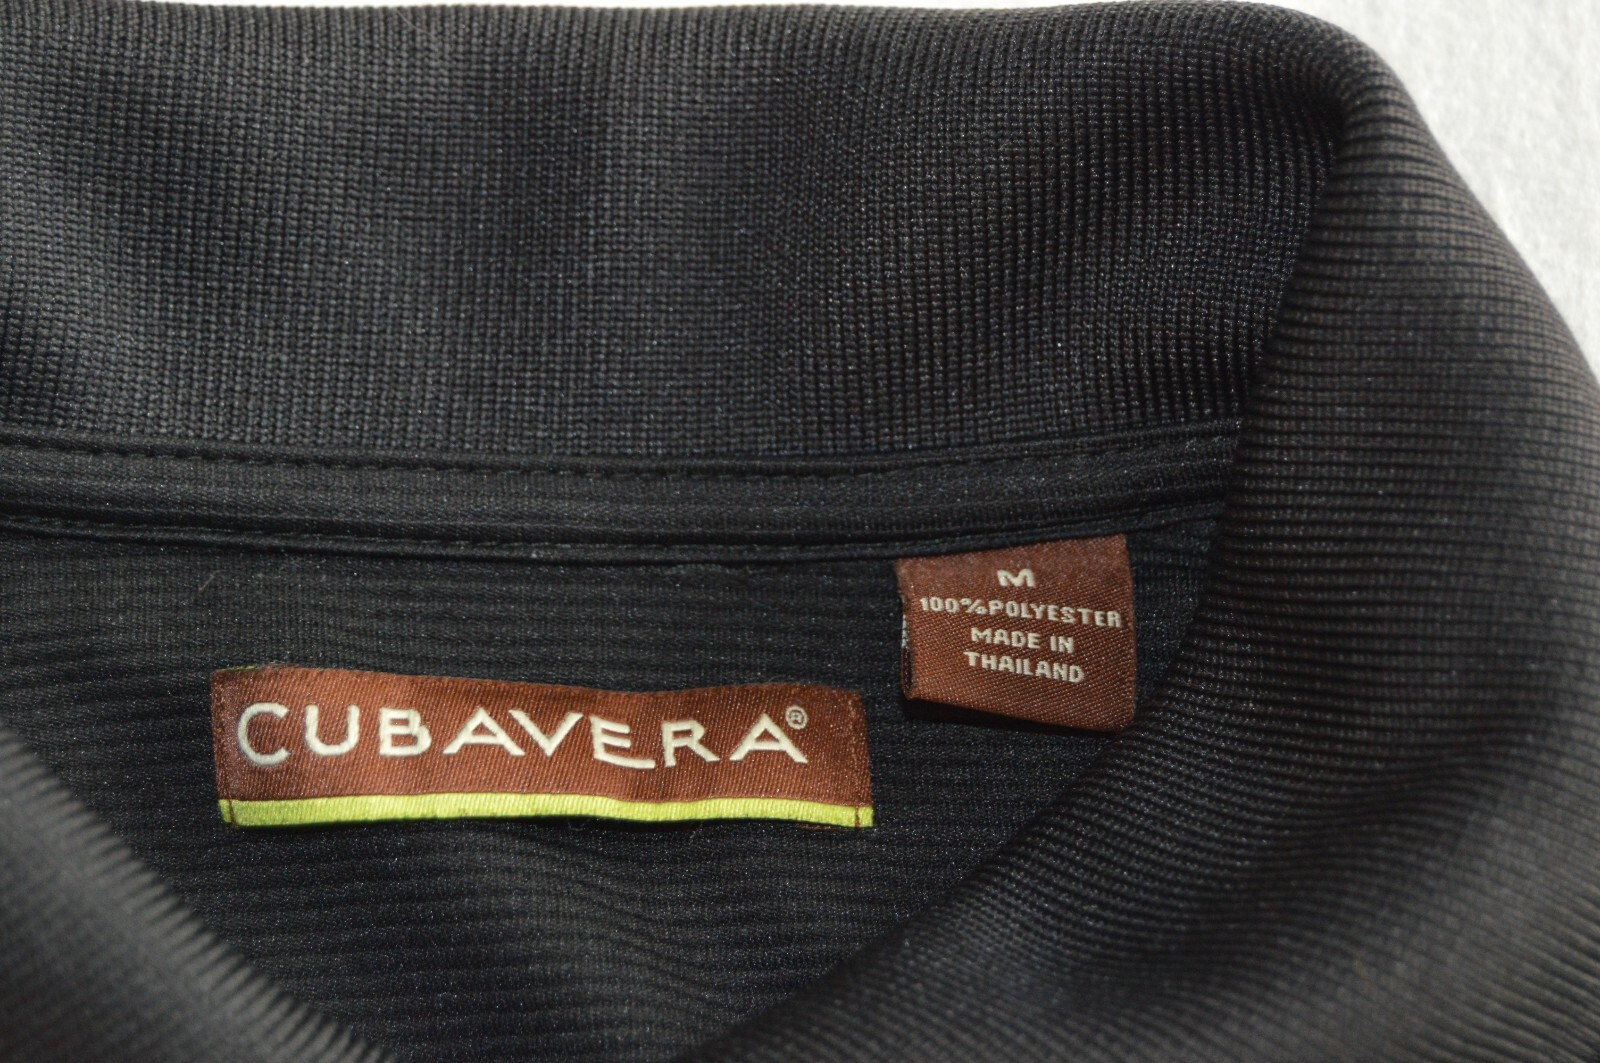 M
100% POLYESTER
MADE IN
THAILAND
CUBAVERA®